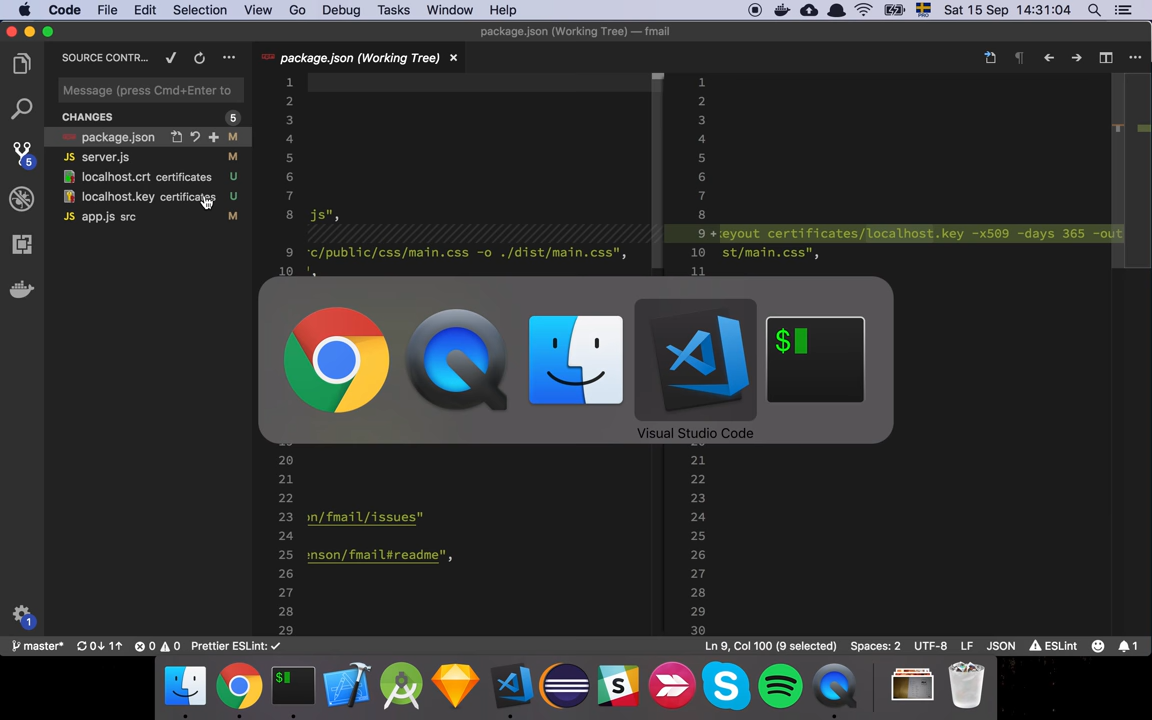 Code File Edit Selection View Go Debug Tasks Window Help Sat 15 Sep 14:31:04
package.json (Working Tree) — fmail
SOURCE CONTR...
package.json (Working Tree)
Message (press Cmd+Enter to
CHANGES 5
package.json M
JS server.js M
5
localhost.crt certificates U
localhost.key certificates U
JS app.js src M
1 1
2 2
3 3
4 4
5 5
6 6
7 7
8 js", 8
9 + eyout certificates/localhost.key -x509 -days 365 -out
9 rc/public/css/main.css -o ./dist/main.css", 10 st/main.css",
10 ', 11
Visual Studio Code
20 21
21 22
22 23
23 on/fmail/issues" 24
24 25
25 enson/fmail#readme", 26
26 27
27 28
28 29
29 30
1
master* 0↓ 1↑ 0 0 Prettier ESLint: ✓ Ln 9, Col 100 (9 selected) Spaces: 2 UTF-8 LF JSON ESLint 1